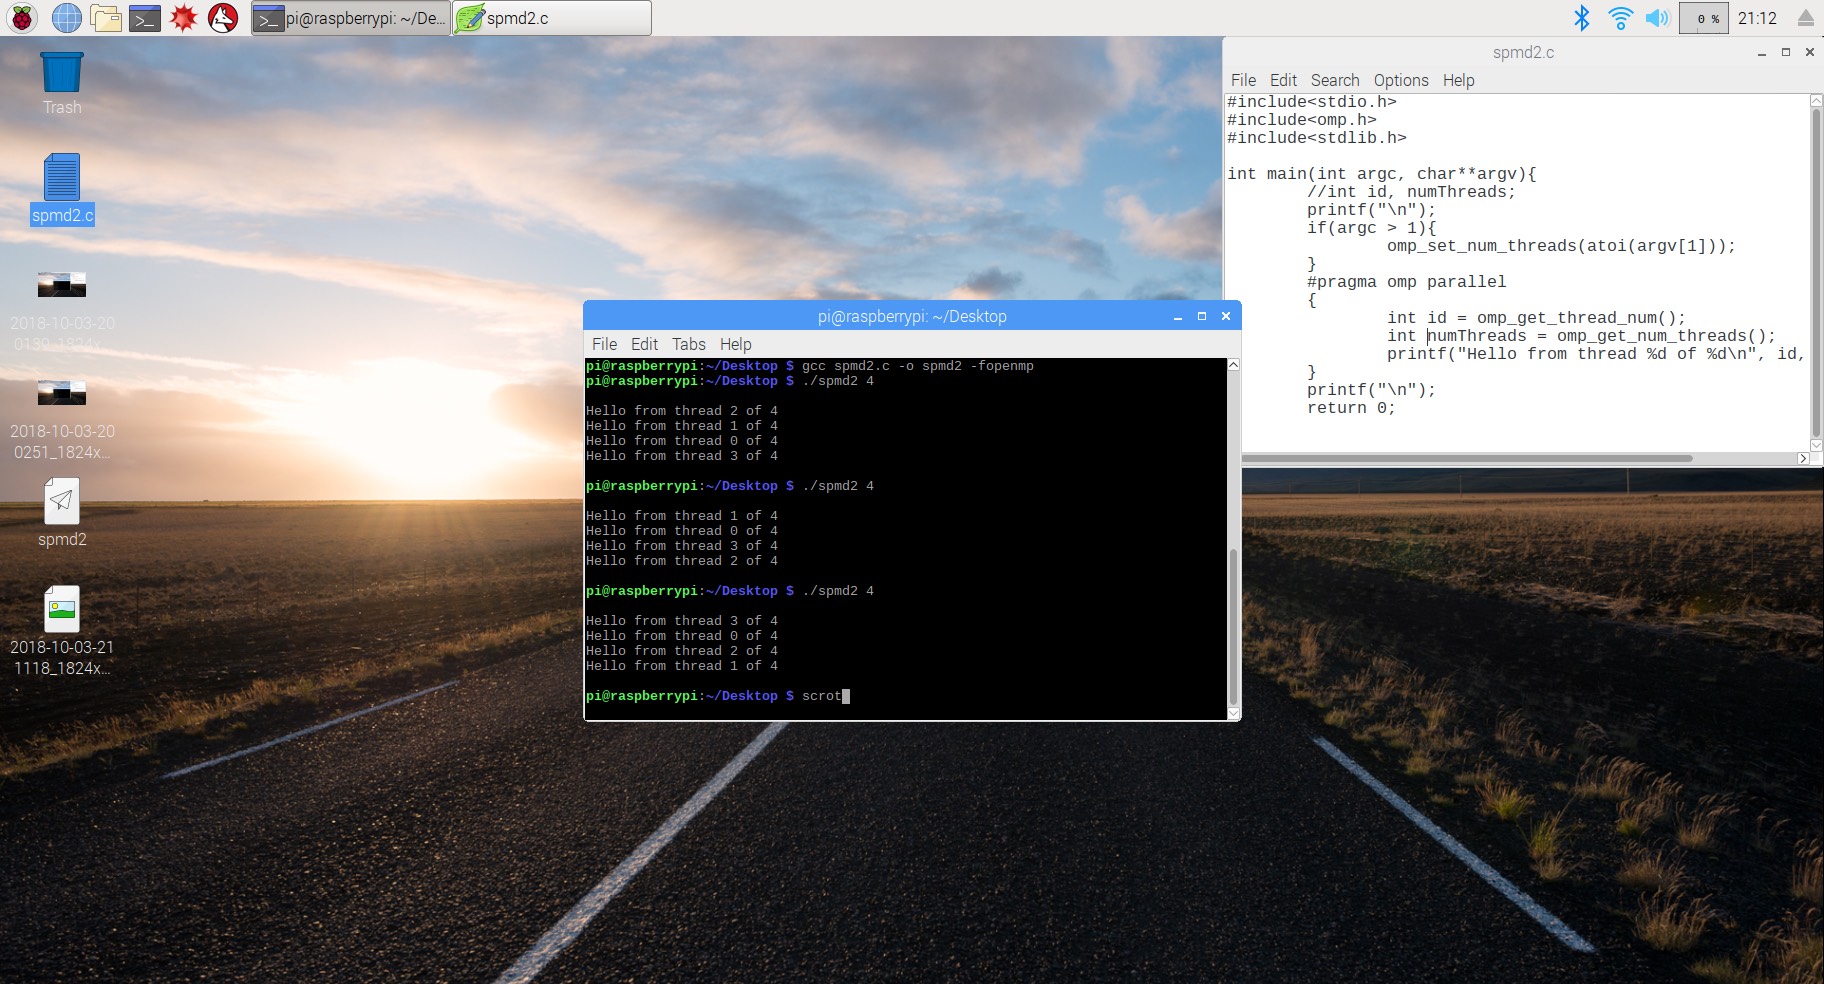 pi@raspberrypi: ~/De...
spmd2.c
0 %
21:12
Trash
spmd2.c
2018-10-03-20
0139_1824x...
2018-10-03-20
0251_1824x...
spmd2
2018-10-03-21
1118_1824x...
pi@raspberrypi: ~/Desktop
File Edit Tabs Help
pi@raspberrypi:~/Desktop $ gcc spmd2.c -o spmd2 -fopenmp
pi@raspberrypi:~/Desktop $ ./spmd2 4
Hello from thread 2 of 4
Hello from thread 1 of 4
Hello from thread 0 of 4
Hello from thread 3 of 4
pi@raspberrypi:~/Desktop $ ./spmd2 4
Hello from thread 1 of 4
Hello from thread 0 of 4
Hello from thread 3 of 4
Hello from thread 2 of 4
pi@raspberrypi:~/Desktop $ ./spmd2 4
Hello from thread 3 of 4
Hello from thread 0 of 4
Hello from thread 2 of 4
Hello from thread 1 of 4
pi@raspberrypi:~/Desktop $ scrot
spmd2.c
File Edit Search Options Help
#include<stdio.h>
#include<omp.h>
#include<stdlib.h>
int main(int argc, char**argv){
//int id, numThreads;
printf("\n");
if(argc > 1){
omp_set_num_threads(atoi(argv[1]));
}
#pragma omp parallel
{
int id = omp_get_thread_num();
int numThreads = omp_get_num_threads();
printf("Hello from thread %d of %d\n", id,
}
printf("\n");
return 0;